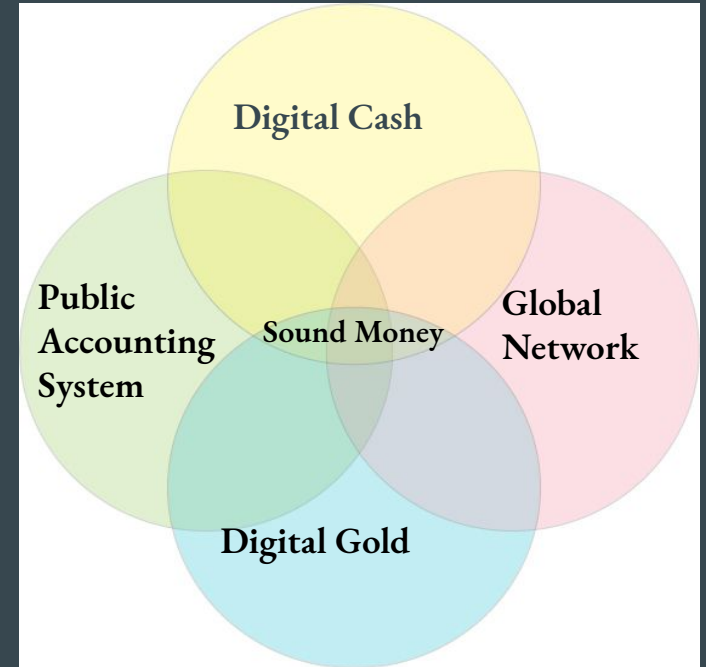 Digital Cash
Public
Accounting
System
Sound Money
Global
Network
Digital Gold